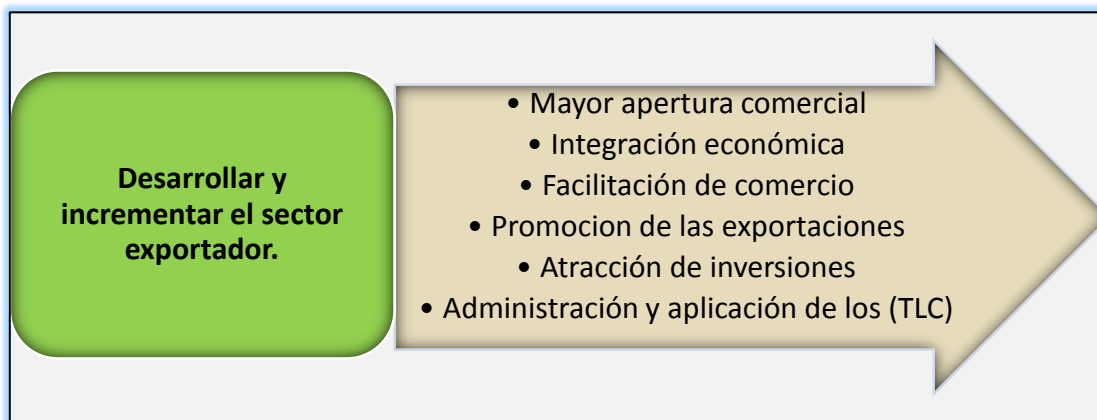 Desarrollar y
incrementar el sector
exportador.
• Mayor apertura comercial
• Integración económica
• Facilitación de comercio
• Promocion de las exportaciones
• Atracción de inversiones
• Administración y aplicación de los (TLC)